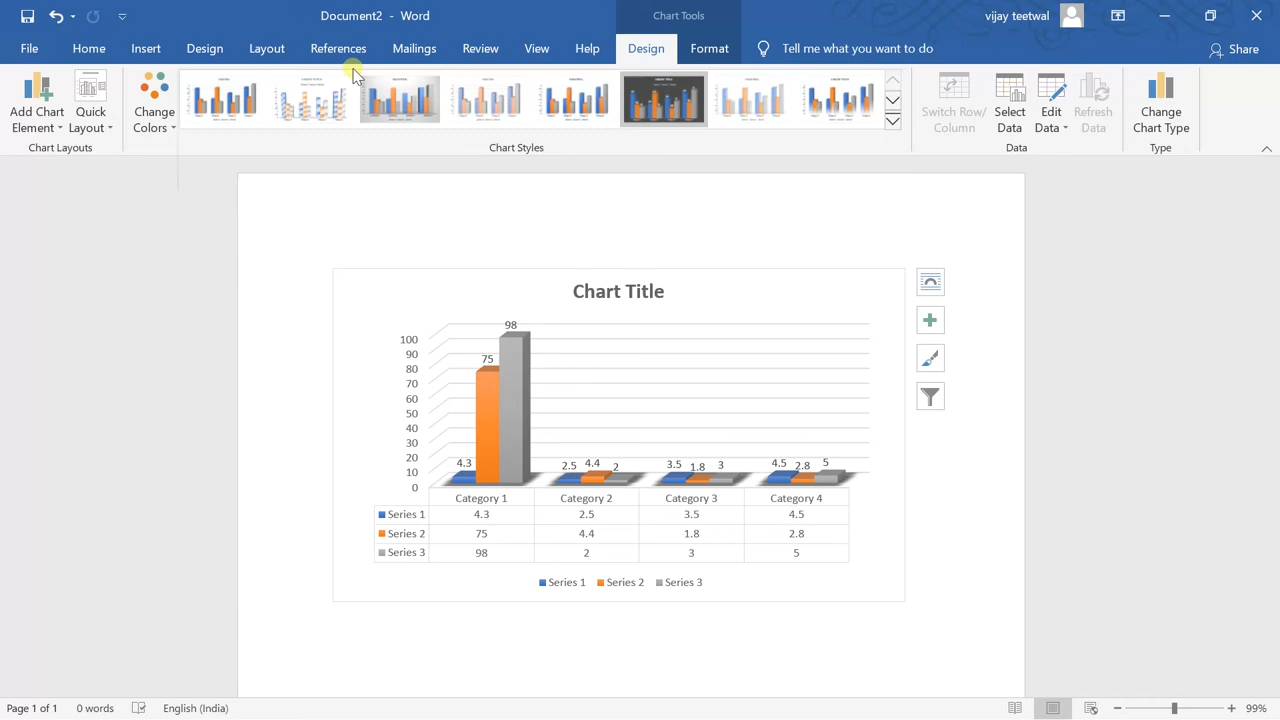 Document2 - Word
Chart Tools
vijay teetwal
File
Home
Insert
Design
Layout
References
Mailings
Review
View
Help
Design
Format
Tell me what you want to do
Share
Add Chart
Element
Quick
Layout
Change
Colors
Switch Row/
Column
Select
Data
Edit
Data
Refresh
Data
Change
Chart Type
Chart Layouts
Chart Styles
Data
Type
Chart Title
100
90
80
70
60
50
40
30
20
10
0
98
75
4.3
2.5
4.4
2
3.5
1.8
3
4.5
2.8
5
Category 1 Category 2 Category 3 Category 4
Series 1 4.3 2.5 3.5 4.5
Series 2 75 4.4 1.8 2.8
Series 3 98 2 3 5
Series 1 Series 2 Series 3
Page 1 of 1
0 words
English (India)
99%